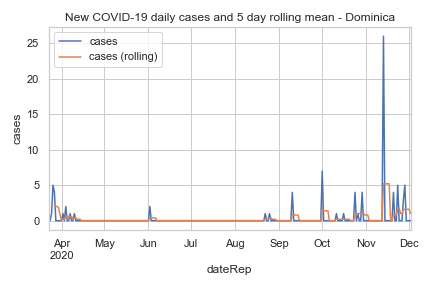 New COVID-19 daily cases and 5 day rolling mean - Dominica
cases
cases (rolling)
25
20
15
10
5
0
cases
Apr May Jun Jul Aug Sep Oct Nov Dec
2020
dateRep